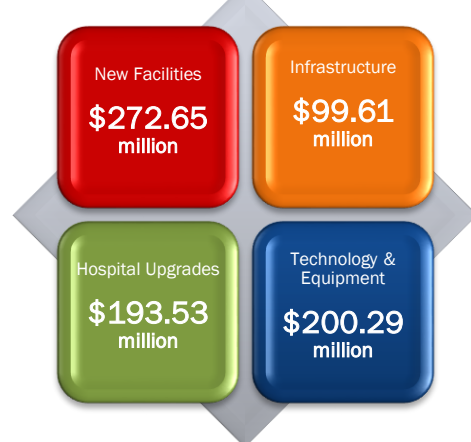 New Facilities
$272.65
million
Infrastructure
$99.61
million
Hospital Upgrades
$193.53
million
Technology &
Equipment
$200.29
million